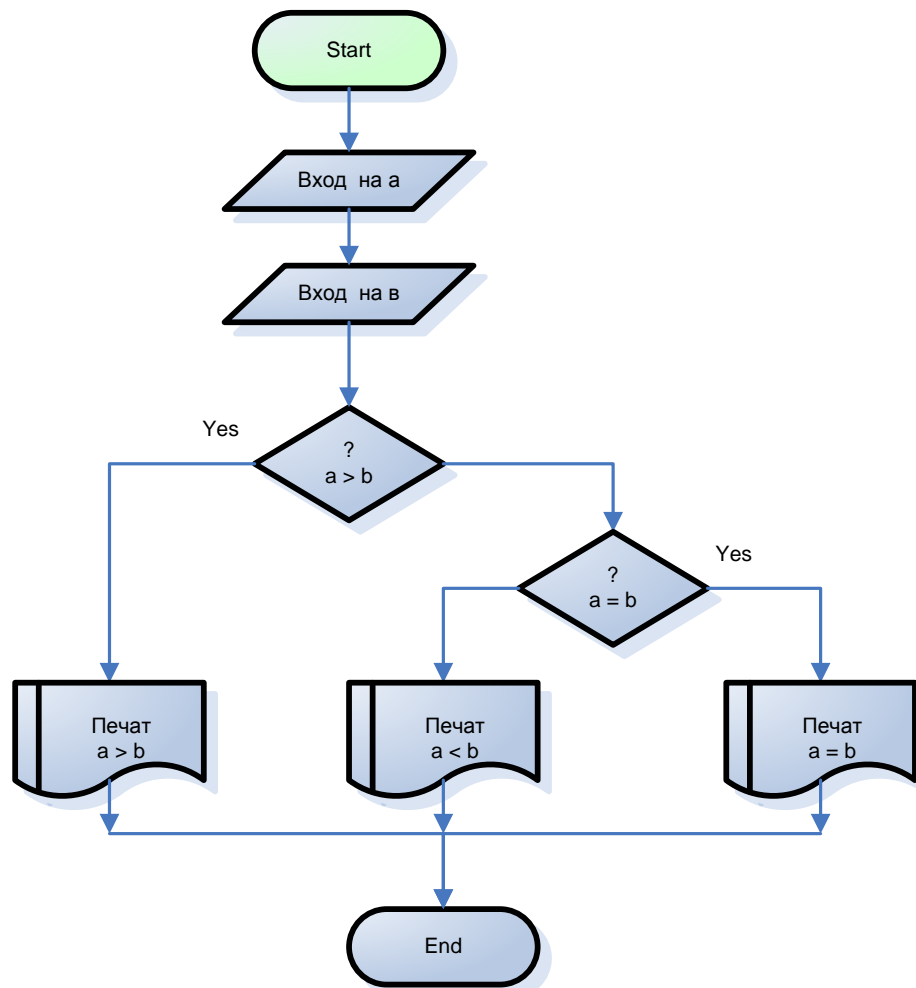 Start
Вход на а
Вход на в
Yes
?
a > b
Yes
?
a = b
Печат
a > b
Печат
a < b
Печат
a = b
End